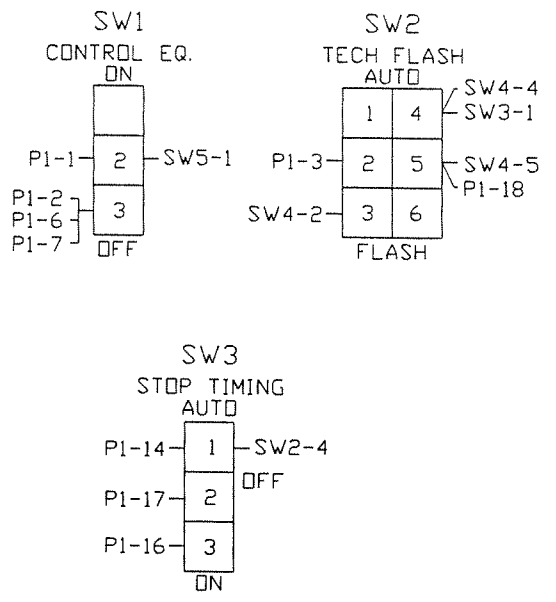 SW1
CONTROL EQ.
ON
P1-1 2 SW5-1
P1-2
P1-6 3
P1-7
OFF
SW2
TECH FLASH
AUTO
SW4-4
1 4 SW3-1
P1-3 2 5 SW4-5
P1-18
SW4-2 3 6
FLASH
SW3
STOP TIMING
AUTO
P1-14 1 SW2-4
OFF
P1-17 2
P1-16 3
ON